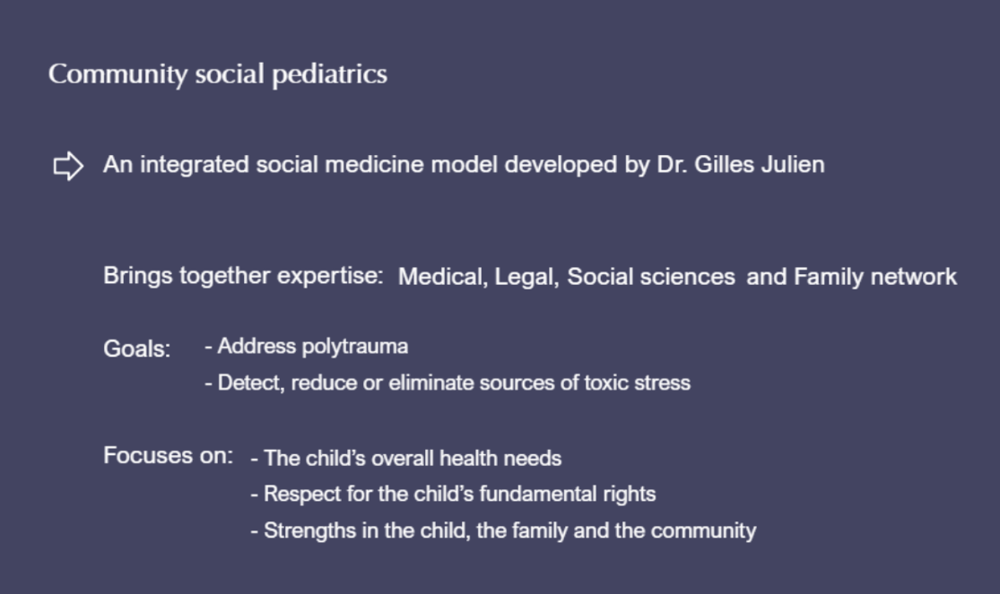 Community social pediatrics
An integrated social medicine model developed by Dr. Gilles Julien
Brings together expertise: Medical, Legal, Social sciences and Family network
Goals: - Address polytrauma
- Detect, reduce or eliminate sources of toxic stress
Focuses on: - The child’s overall health needs
- Respect for the child’s fundamental rights
- Strengths in the child, the family and the community